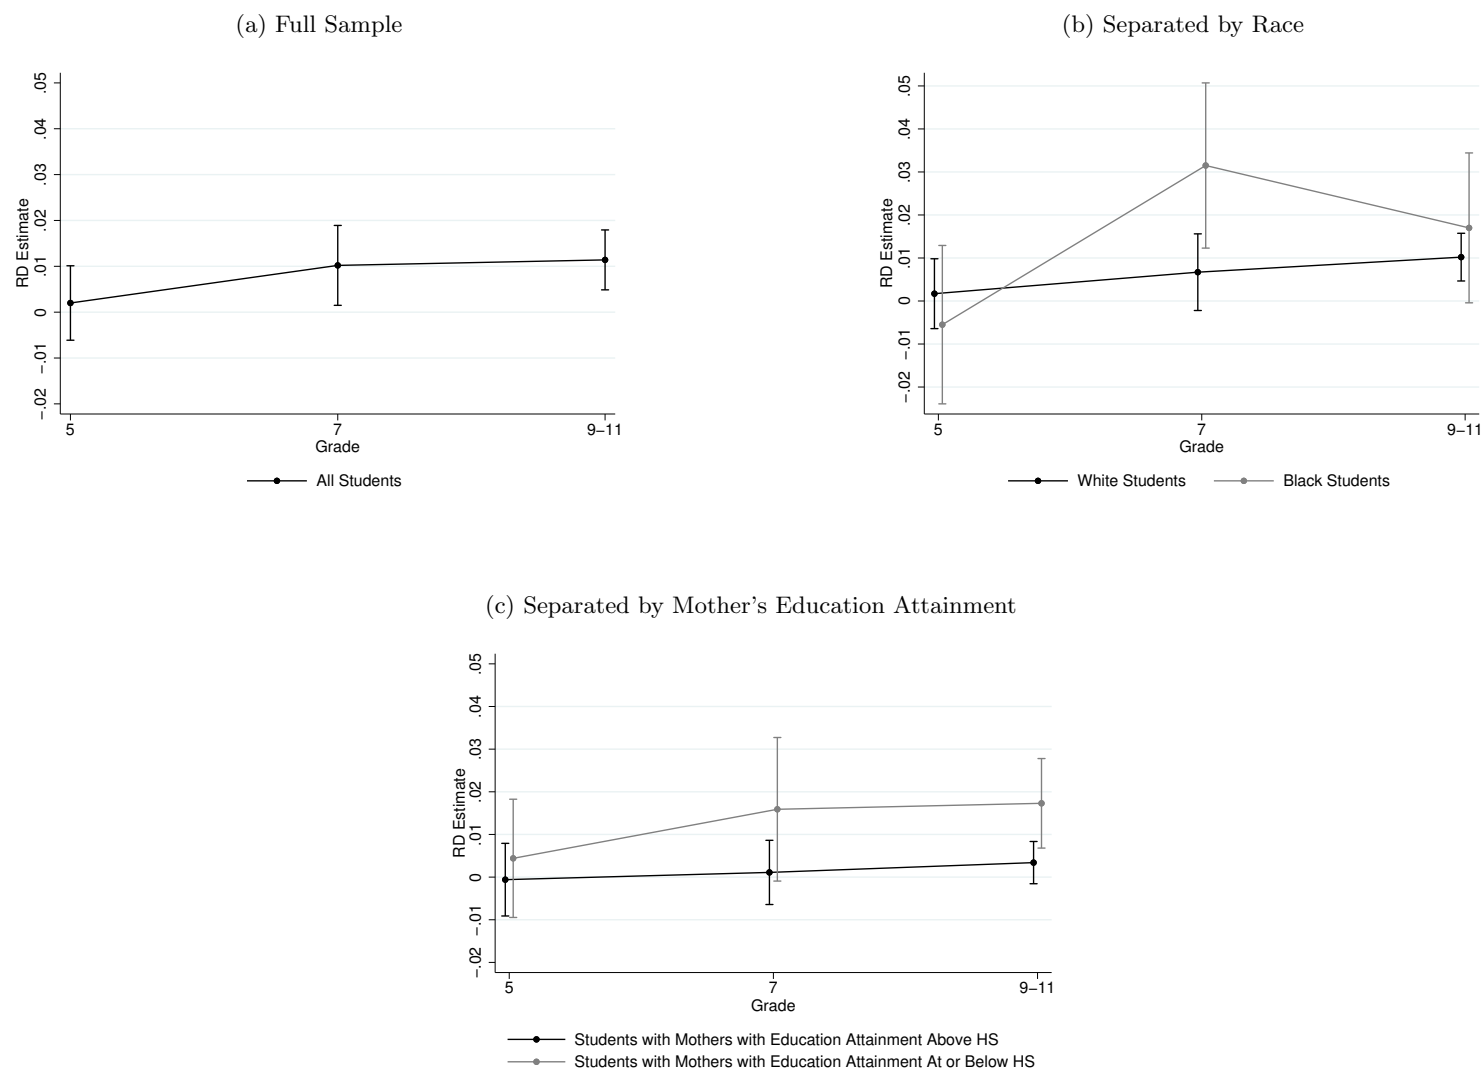 (a) Full Sample
.05
.04
.03
.02
.01
0
−.01
−.02
RD Estimate
5 7 9−11
Grade
All Students
(b) Separated by Race
.05
.04
.03
.02
.01
0
−.01
−.02
RD Estimate
5 7 9−11
Grade
White Students Black Students
(c) Separated by Mother's Education Attainment
.05
.04
.03
.02
.01
0
−.01
−.02
RD Estimate
5 7 9−11
Grade
Students with Mothers with Education Attainment Above HS
Students with Mothers with Education Attainment At or Below HS